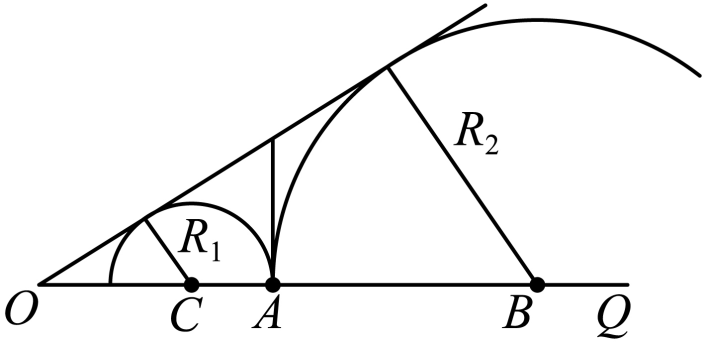 R₂
R₁
O C A B Q